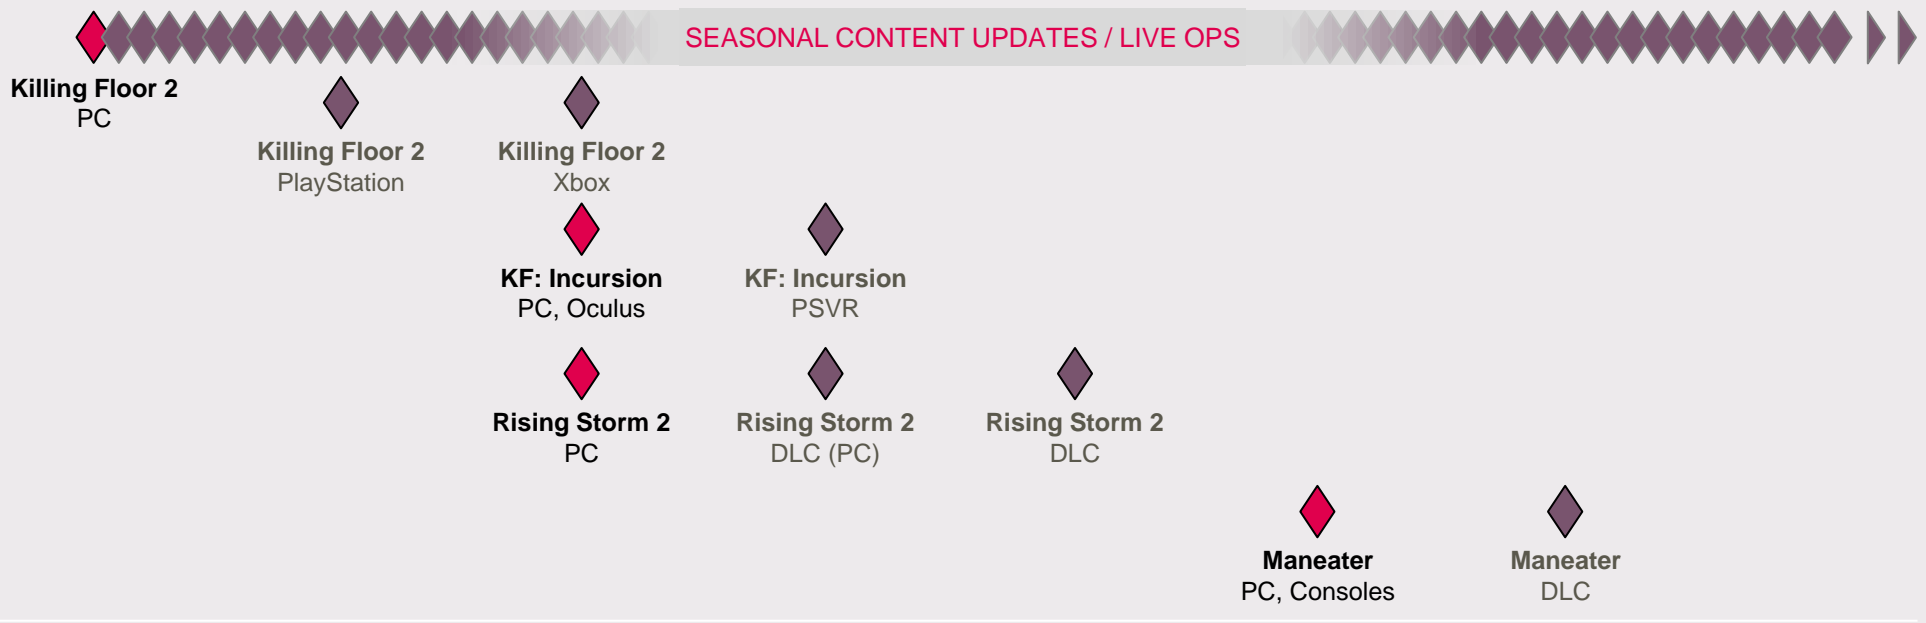 SEASONAL CONTENT UPDATES / LIVE OPS
Killing Floor 2
PC
Killing Floor 2
PlayStation
Killing Floor 2
Xbox
KF: Incursion
PC, Oculus
KF: Incursion
PSVR
Rising Storm 2
PC
Rising Storm 2
DLC (PC)
Rising Storm 2
DLC
Maneater
PC, Consoles
Maneater
DLC